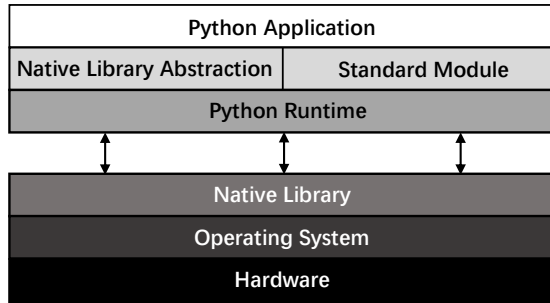 Python Application
Native Library Abstraction Standard Module
Python Runtime
Native Library
Operating System
Hardware